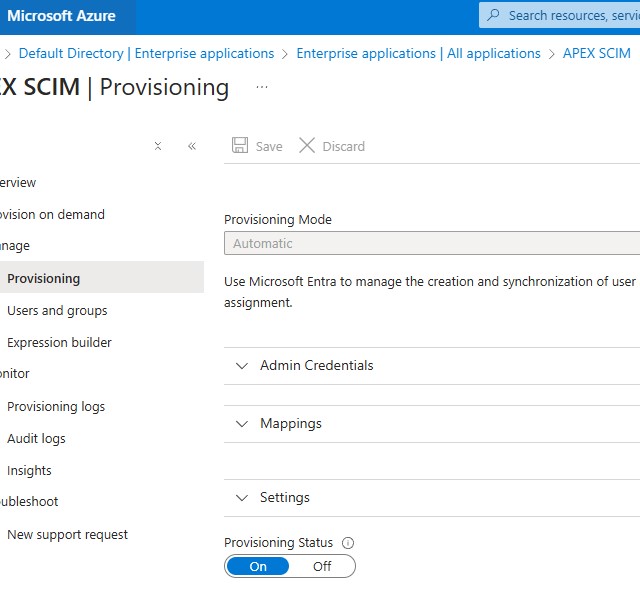 Microsoft Azure
Search resources, servic
Default Directory | Enterprise applications > Enterprise applications | All applications > APEX SCIM
EX SCIM | Provisioning ...
Save Discard
erview
ovision on demand
nage
Provisioning
Users and groups
Expression builder
onitor
Provisioning logs
Audit logs
Insights
oubleshoot
New support request
Provisioning Mode
Automatic
Use Microsoft Entra to manage the creation and synchronization of user
assignment.
Admin Credentials
Mappings
Settings
Provisioning Status
On Off